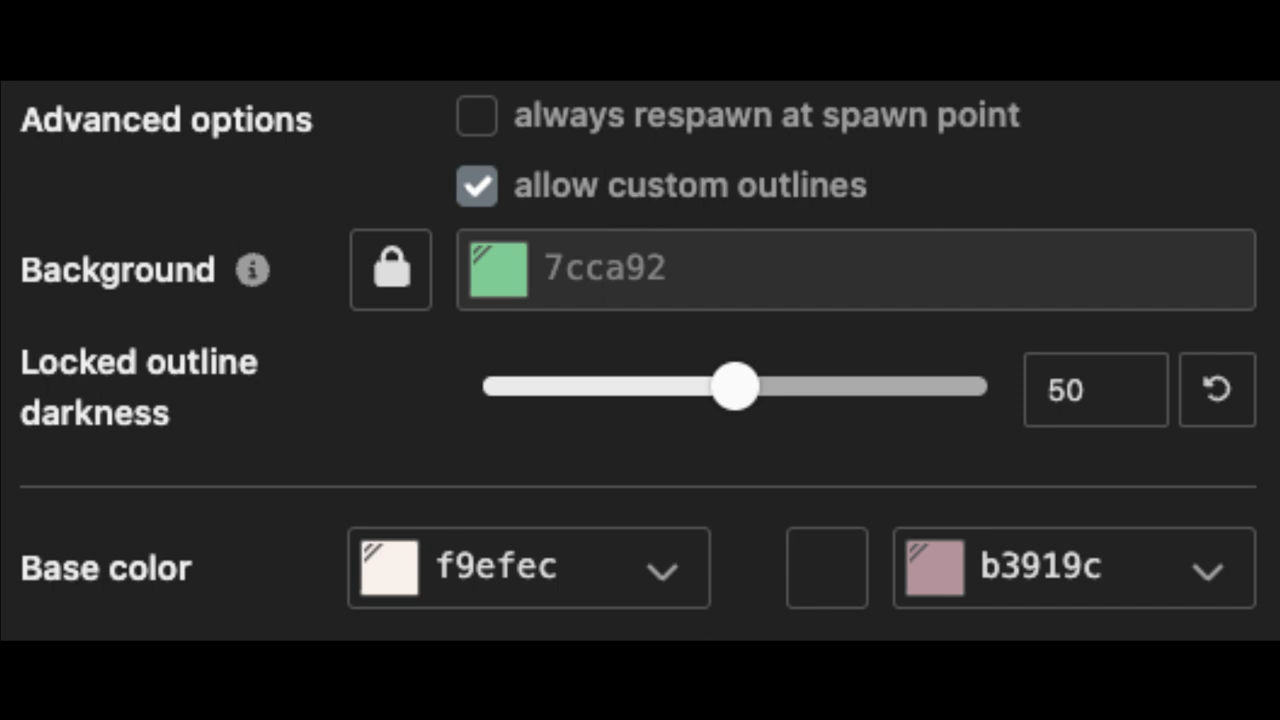 Advanced options
always respawn at spawn point
allow custom outlines
Background
7cca92
Locked outline
darkness
50
Base color
f9efec
b3919c